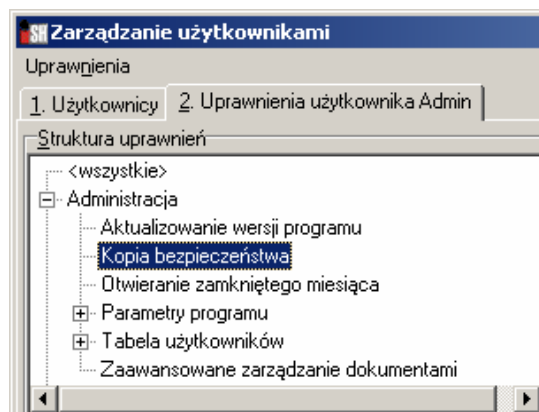 SH Zarządzanie użytkownikami
Uprawnienia
1. Użytkownicy 2. Uprawnienia użytkownika Admin
Struktura uprawnień
<wszystkie>
Administracja
Aktualizowanie wersji programu
Kopia bezpieczeństwa
Otwieranie zamkniętego miesiąca
Parametry programu
Tabela użytkowników
Zaawansowane zarządzanie dokumentami